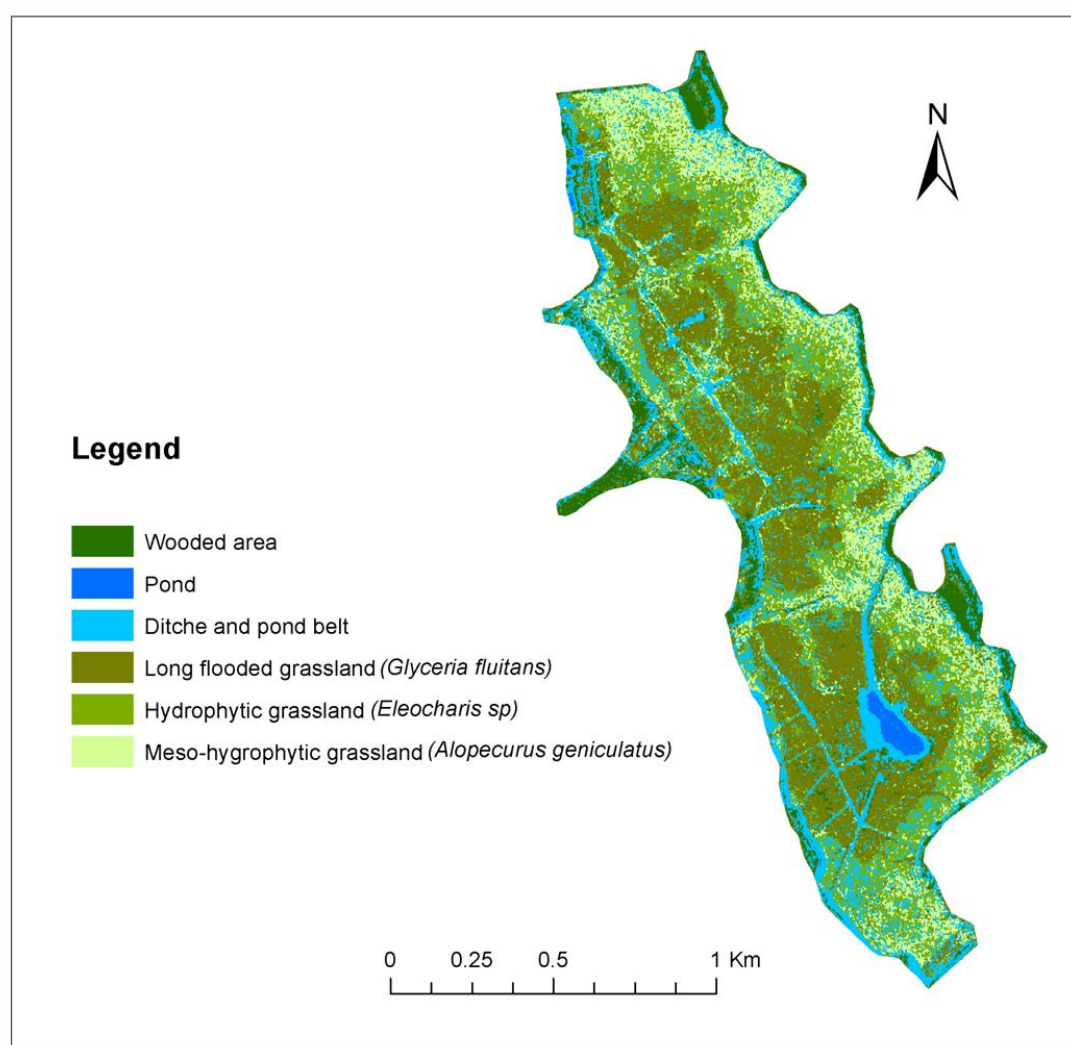 N
Legend
Wooded area
Pond
Ditche and pond belt
Long flooded grassland (Glyceria fluitans)
Hydrophytic grassland (Eleocharis sp)
Meso-hygrophytic grassland (Alopecurus geniculatus)
0 0.25 0.5 1 Km